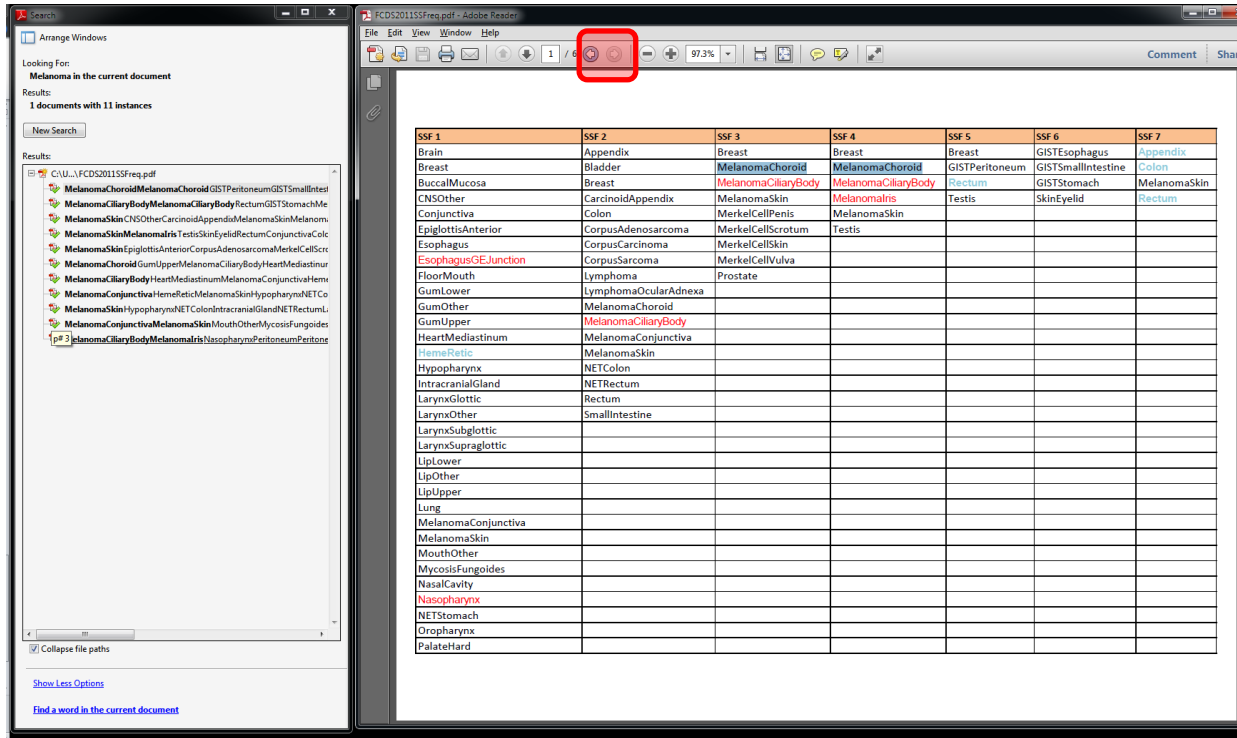 Search
Arrange Windows
Looking For:
Melanoma in the current document
Results:
1 documents with 11 instances
New Search
Results:
C:\U...\FCDS2011SSFreq.pdf
MelanomaChoroidMelanomaChoroidGISTPeritoneumGISTSmallIntest
MelanomaCiliaryBodyMelanomaCiliaryBodyRectumGISTStomachMe
MelanomaSkinCNSOtherCarcinoidAppendixMelanomaSkinMelanom
MelanomaSkinMelanomaIrisTestisSkinEyelidRectumConjunctivaColc
MelanomaSkinEpiglottisAnteriorCorpusAdenosarcomaMerkelCellScro
MelanomaChoroidGumUpperMelanomaCiliaryBodyHeartMediastinur
MelanomaCiliaryBodyHeartMediastinumMelanomaConjunctivaHeme
MelanomaConjunctivaHemeReticMelanomaSkinHypopharynxNETCo
MelanomaSkinHypopharynxNETColonIntracranialGlandNETRectumL
MelanomaConjunctivaMelanomaSkinMouthOtherMycosisFungoides
p# 3 elanomaCiliaryBodyMelanomaIrisNasopharynxPeritoneumPeritone
Collapse file paths
Show Less Options
Find a word in the current document
FCDS2011SSFreq.pdf - Adobe Reader
File Edit View Window Help
1 / 6 97.3% Comment Shar
SSF 1 SSF 2 SSF 3 SSF 4 SSF 5 SSF 6 SSF 7
Brain Appendix Breast Breast Breast GISTEsophagus Appendix
Breast Bladder MelanomaChoroid MelanomaChoroid GISTPeritoneum GISTSmallIntestine Colon
BuccalMucosa Breast MelanomaCiliaryBody MelanomaCiliaryBody Rectum GISTStomach MelanomaSkin
CNSOther CarcinoidAppendix MelanomaSkin MelanomaIris Testis SkinEyelid Rectum
Conjunctiva Colon MerkelCellPenis MelanomaSkin
EpiglottisAnterior CorpusAdenosarcoma MerkelCellScrotum Testis
Esophagus CorpusCarcinoma MerkelCellSkin
EsophagusGEJunction CorpusSarcoma MerkelCellVulva
FloorMouth Lymphoma Prostate
GumLower LymphomaOcularAdnexa
GumOther MelanomaChoroid
GumUpper MelanomaCiliaryBody
HeartMediastinum MelanomaConjunctiva
HemeRetic MelanomaSkin
Hypopharynx NETColon
IntracranialGland NETRectum
LarynxGlottic Rectum
LarynxOther SmallIntestine
LarynxSubglottic
LarynxSupraglottic
LipLower
LipOther
LipUpper
Lung
MelanomaConjunctiva
MelanomaSkin
MouthOther
MycosisFungoides
NasalCavity
Nasopharynx
NETStomach
Oropharynx
PalateHard